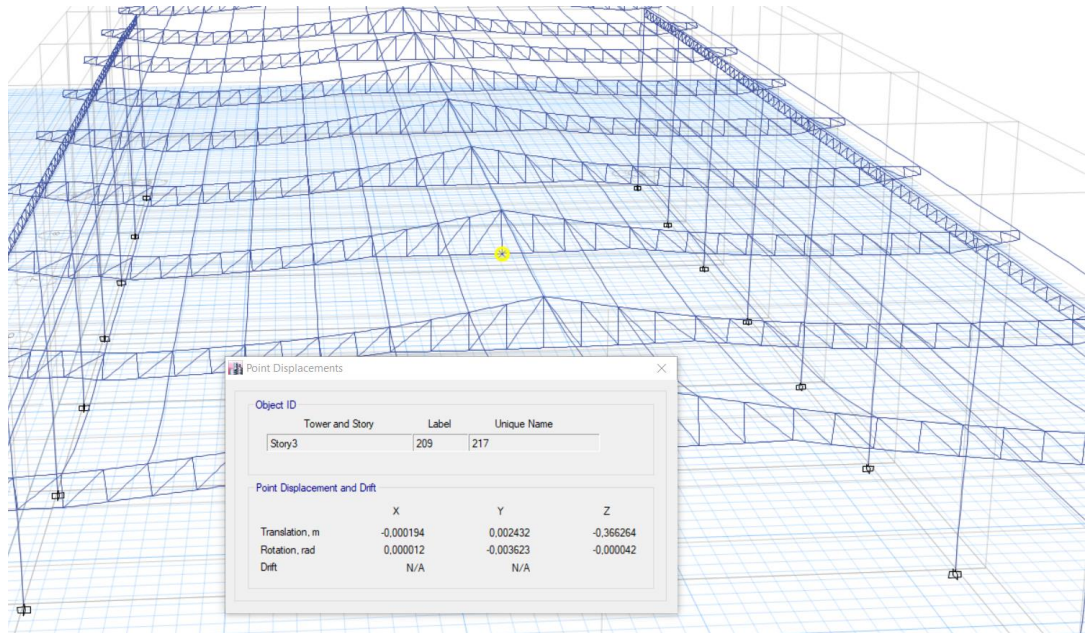 Point Displacements
Object ID
Tower and Story Label Unique Name
Story3 209 217
Point Displacement and Drift
X Y Z
Translation, m -0,000194 0,002432 -0,366264
Rotation, rad 0,000012 -0,003623 -0,000042
Drift N/A N/A